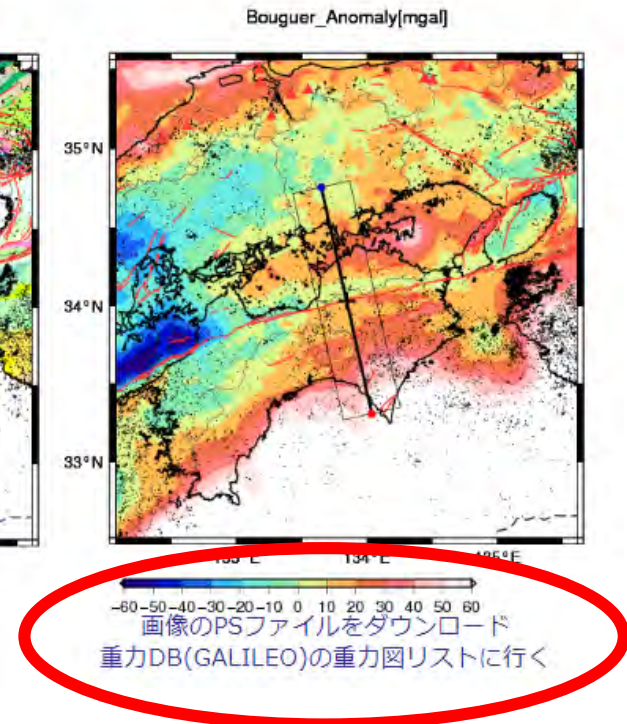 Bouguer_Anomaly[mgal]
35°N
34°N
33°N
133°E 134°E 135°E
-60 -50 -40 -30 -20 -10 0 10 20 30 40 50 60
画像のPSファイルをダウンロード
重力DB(GALILEO)の重力図リストに行く